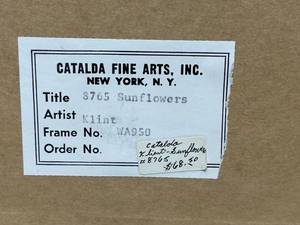 CATALDA FINE ARTS, INC.
NEW YORK, N. Y.
Title 8765 Sunflowers
Artist Klint
Frame No. WA950
Order No.
Catalda
Klint-Sunflowers
#8765
$68.50